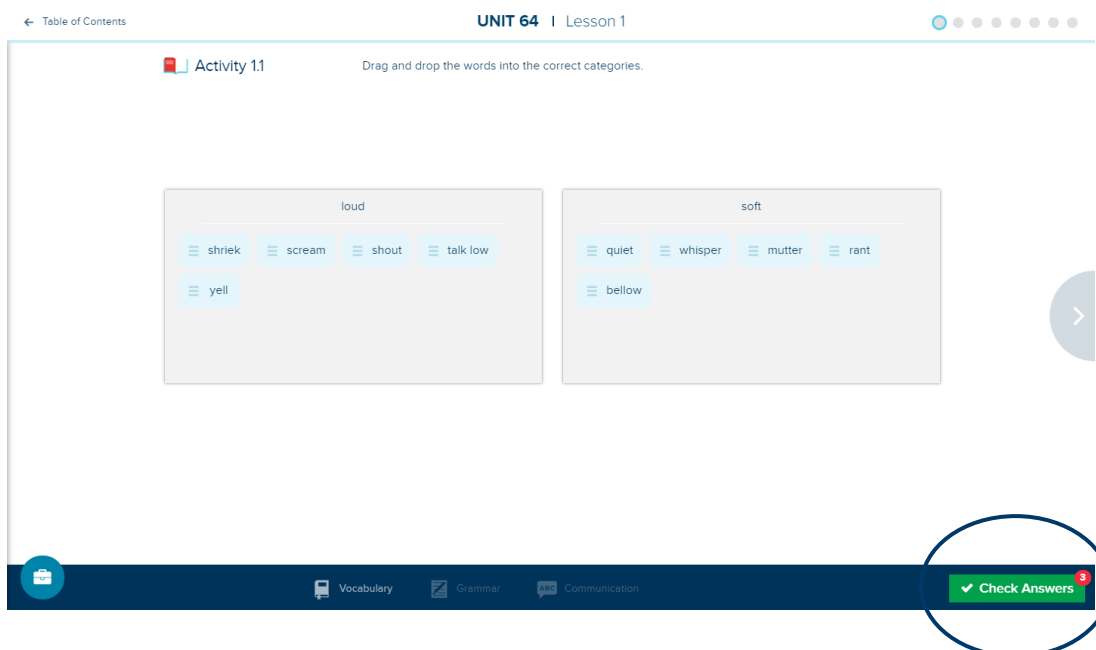 ← Table of Contents
UNIT 64 | Lesson 1
Activity 1.1
Drag and drop the words into the correct categories.
loud
shriek scream shout talk low
yell
soft
quiet whisper mutter rant
bellow
Vocabulary Grammar ABC Communication
✔ Check Answers 3